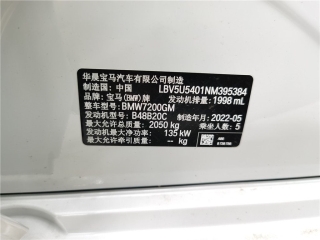 华晨宝马汽车有限公司制造
制造国：中国 LBV5U5401NM395384
品牌：宝马(BMW)牌 发动机排量：1998 mL
整车型号：BMW7200GM
发动机型号：B48B20C 制造年月：2022-05
最大允许总质量：2050 kg 乘坐人数：5
发动机最大净功率：135 kW
最大允许牵引质量：-- kg